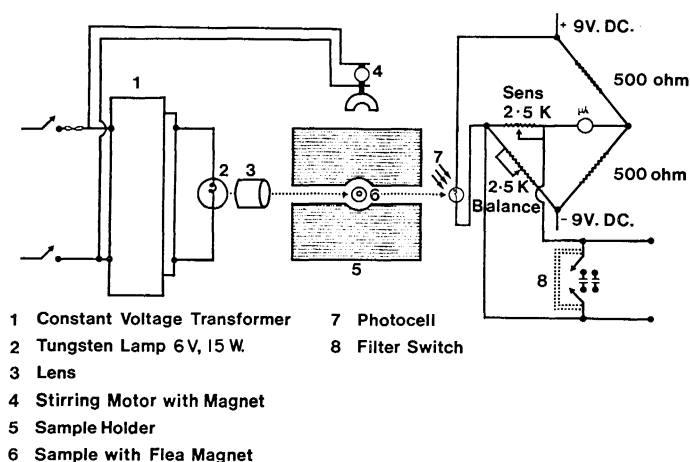 + 9V. DC.
1
4
500 ohm
Sens
2·5 K
µA
7
2
3
6
500 ohm
2·5 K
Balance
- 9V. DC.
5
8
1 Constant Voltage Transformer
2 Tungsten Lamp 6V, 15 W.
3 Lens
4 Stirring Motor with Magnet
5 Sample Holder
6 Sample with Flea Magnet
7 Photocell
8 Filter Switch